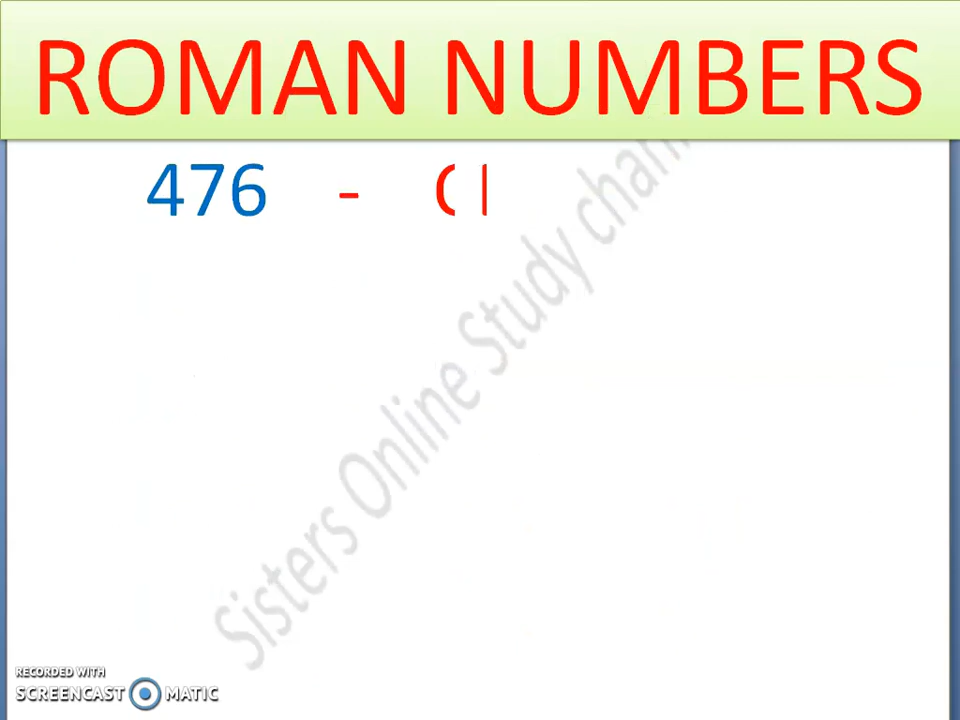 ROMAN NUMBERS
476 -
Sisters Online Study
RECORDED WITH
SCREENCAST MATIC